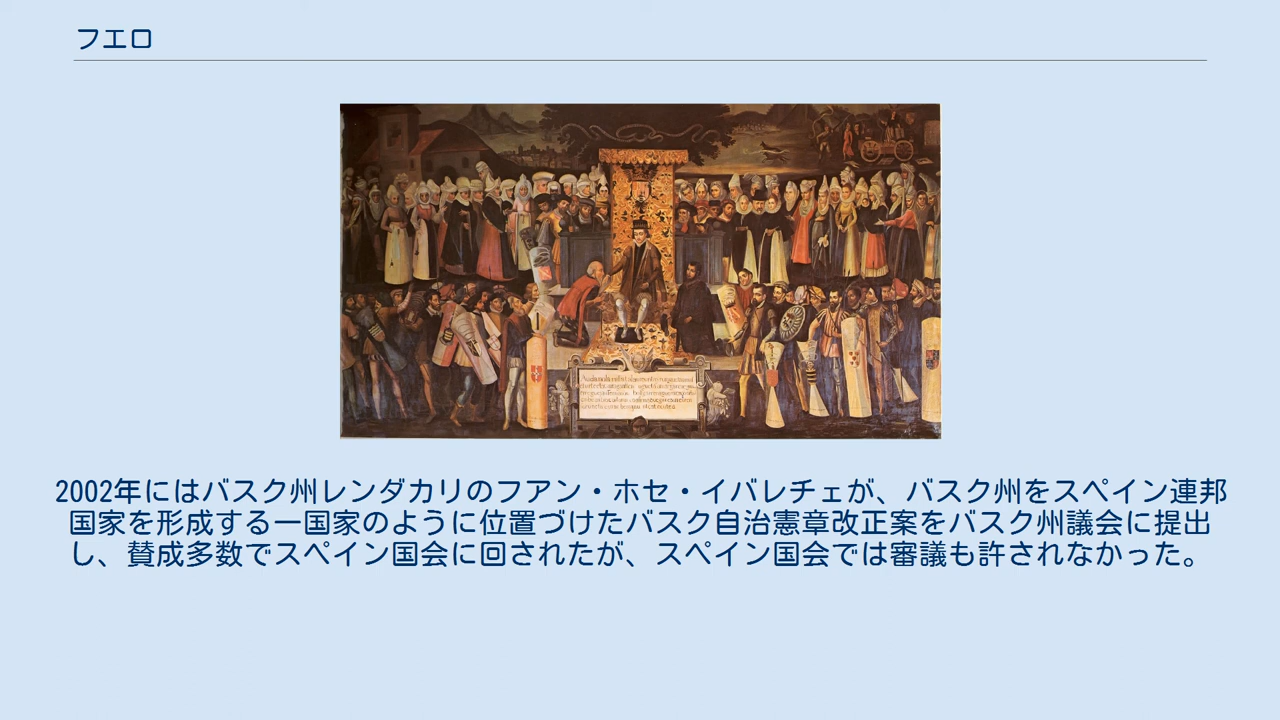 フエロ
2002年にはバスク州レンダカリのフアン・ホセ・イバレチェが、バスク州をスペイン連邦
国家を形成する一国家のように位置づけたバスク自治憲章改正案をバスク州議会に提出
し、賛成多数でスペイン国会に回されたが、スペイン国会では審議も許されなかった。